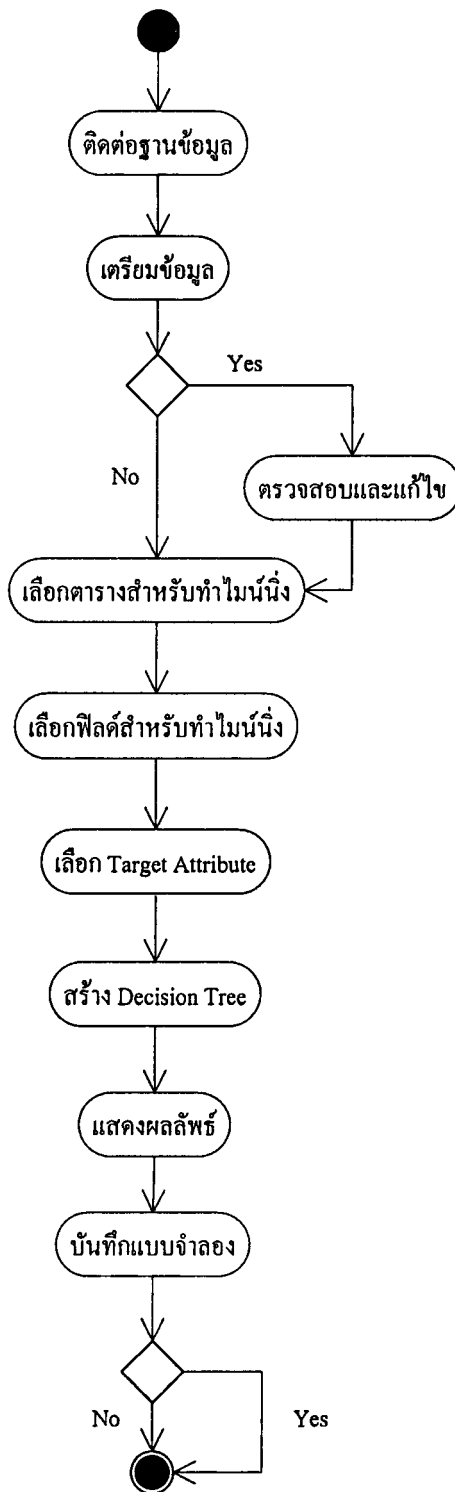 ติดต่อฐานข้อมูล
เตรียมข้อมูล
Yes
No
ตรวจสอบและแก้ไข
เลือกตารางสำหรับทำไมน์นิ่ง
เลือกฟิลด์สำหรับทำไมน์นิ่ง
เลือก Target Attribute
สร้าง Decision Tree
แสดงผลลัพธ์
บันทึกแบบจำลอง
No
Yes